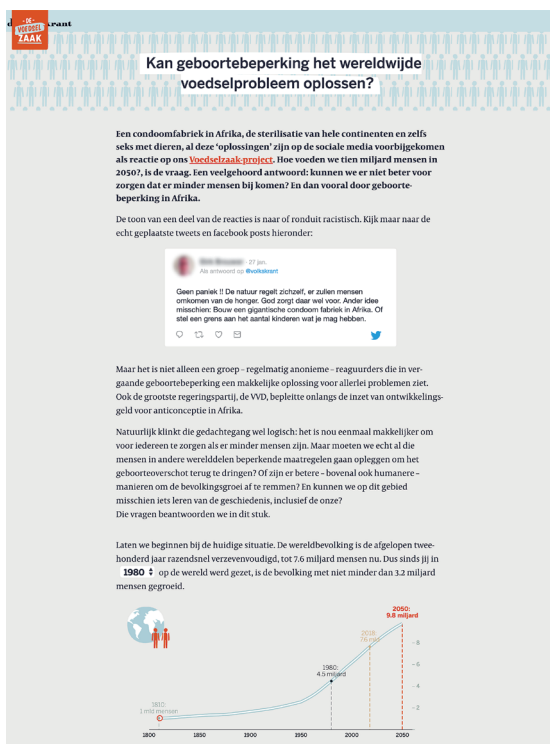 de Volkskrant
- DE -
VOEDSEL
ZAAK
Kan geboortebeperking het wereldwijde
voedselprobleem oplossen?
Een condoomfabriek in Afrika, de sterilisatie van hele continenten en zelfs
seks met dieren, al deze ‘oplossingen’ zijn op de sociale media voorbijgekomen
als reactie op ons Voedselzaak-project. Hoe voeden we tien miljard mensen in
2050?, is de vraag. Een veelgehoord antwoord: kunnen we er niet beter voor
zorgen dat er minder mensen bij komen? En dan vooral door geboorte-
beperking in Afrika.
De toon van een deel van de reacties is naar of ronduit racistisch. Kijk maar naar de
echt geplaatste tweets en facebook posts hieronder:
27 jan.
Als antwoord op @volkskrant
Geen paniek !! De natuur regelt zichzelf, er zullen mensen
omkomen van de honger. God zorgt daar wel voor. Ander idee
misschien: Bouw een gigantische condoom fabriek in Afrika. Of
stel een grens aan het aantal kinderen wat je mag hebben.
Maar het is niet alleen een groep – regelmatig anonieme – reaguurders die in ver-
gaande geboortebeperking een makkelijke oplossing voor allerlei problemen ziet.
Ook de grootste regeringspartij, de VVD, bepleitte onlangs de inzet van ontwikkelings-
geld voor anticonceptie in Afrika.
Natuurlijk klinkt die gedachtegang wel logisch: het is nou eenmaal makkelijker om
voor iedereen te zorgen als er minder mensen zijn. Maar moeten we echt al die
mensen in andere werelddelen beperkende maatregelen gaan opleggen om het
geboorteoverschot terug te dringen? Of zijn er betere – bovenal ook humanere –
manieren om de bevolkingsgroei af te remmen? En kunnen we op dit gebied
misschien iets leren van de geschiedenis, inclusief de onze?
Die vragen beantwoorden we in dit stuk.
Laten we beginnen bij de huidige situatie. De wereldbevolking is de afgelopen twee-
honderd jaar razendsnel verzevenvoudigd, tot 7.6 miljard mensen nu. Dus sinds jij in
1980 op de wereld werd gezet, is de bevolking met niet minder dan 3.2 miljard
mensen gegroeid.
2050:
9.8 miljard
2018
7.6 mld
1980:
4.5 miljard
1810:
1 mld mensen
8
6
4
2
1800 1850 1900 1950 2000 2050